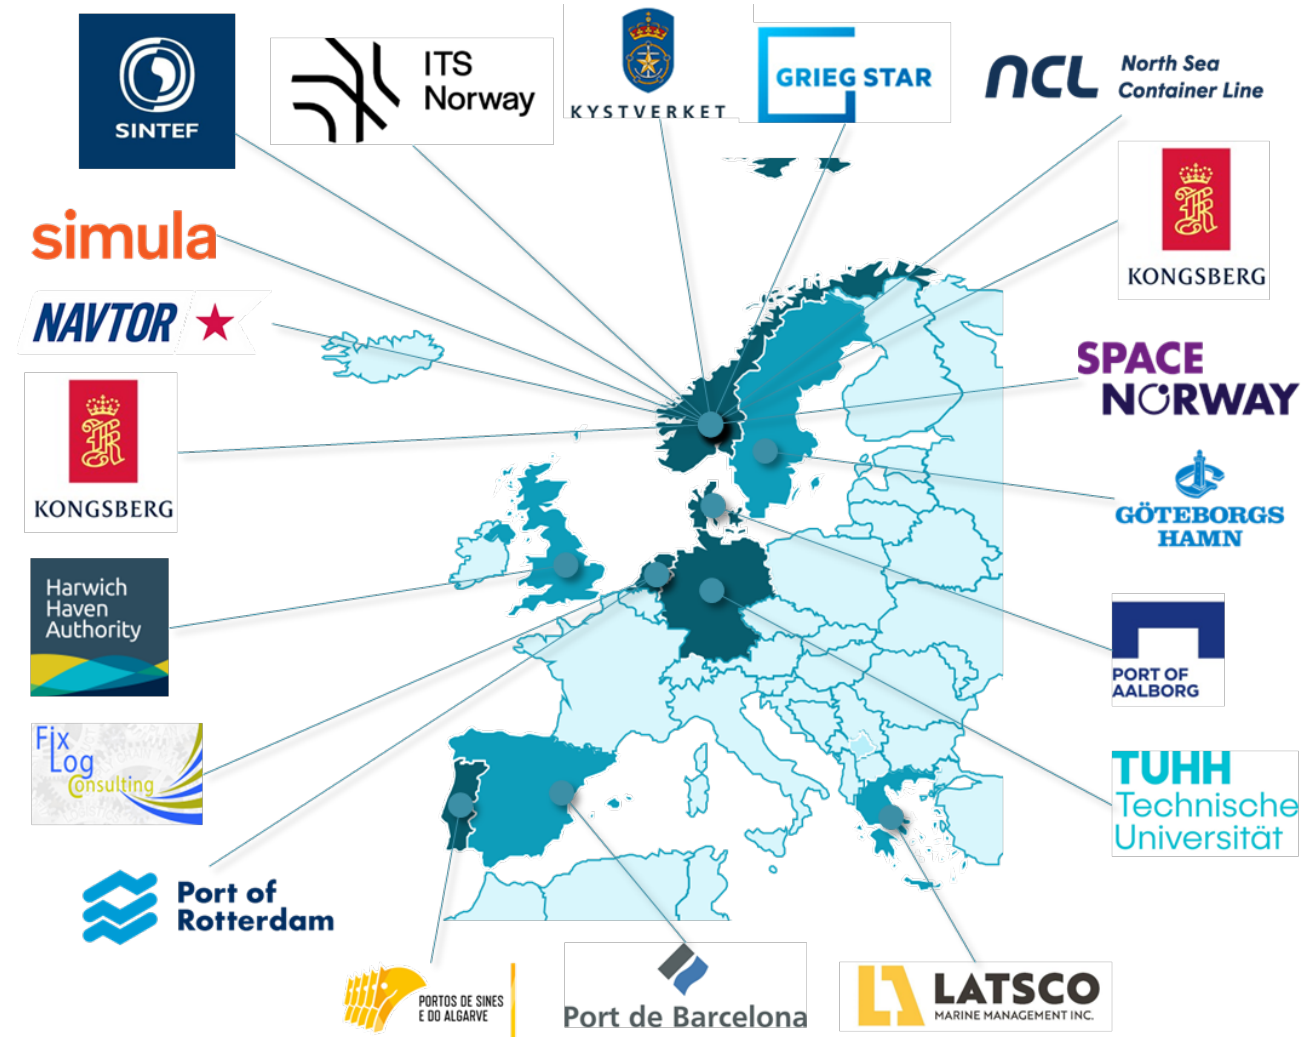 SINTEF
ITS
Norway
KYSTVERKET
GRIEG STAR
NCL
North Sea
Container Line
KONGSBERG
simula
NAVTOR
SPACE
NORWAY
KONGSBERG
GÖTEBORGS
HAMN
Harwich
Haven
Authority
PORT OF
AALBORG
Fix
Log
Consulting
TUHH
Technische
Universität
Port of
Rotterdam
PORTOS DE SINES
E DO ALGARVE
Port de Barcelona
LATSCO
MARINE MANAGEMENT INC.